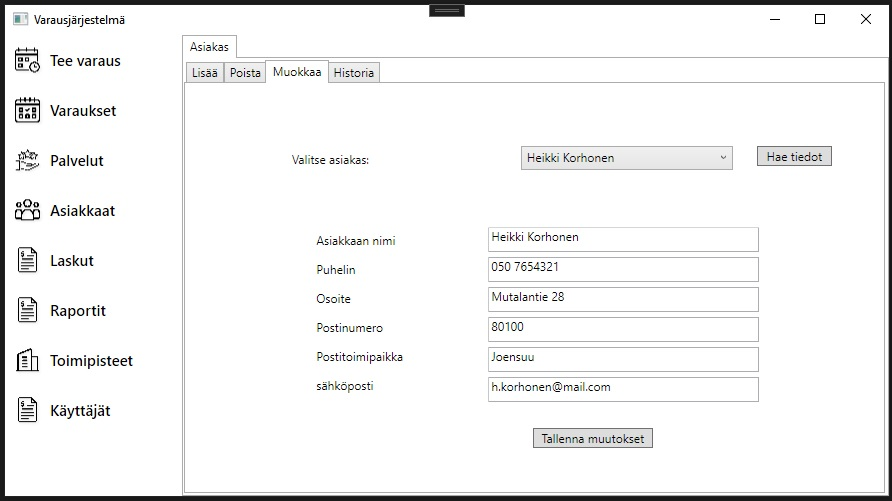 Varausjärjestelmä
Tee varaus
Varaukset
Palvelut
Asiakkaat
Laskut
Raportit
Toimipisteet
Käyttäjät
Asiakas
Lisää Poista Muokkaa Historia
Valitse asiakas: Heikki Korhonen Hae tiedot
Asiakkaan nimi Heikki Korhonen
Puhelin 050 7654321
Osoite Mutalantie 28
Postinumero 80100
Postitoimipaikka Joensuu
sähköposti h.korhonen@mail.com
Tallenna muutokset